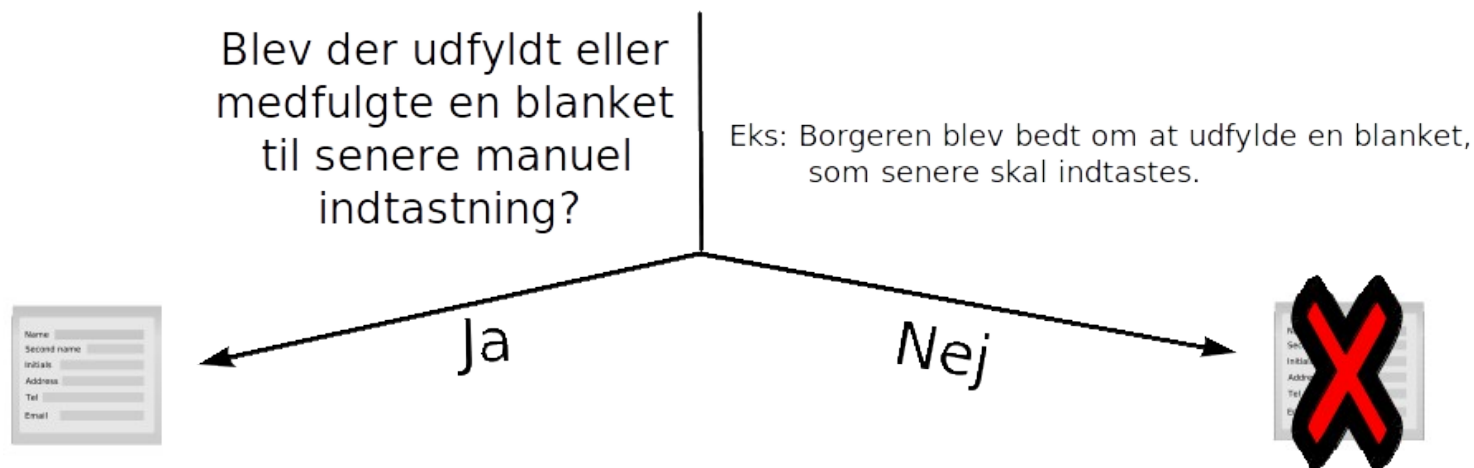 Blev der udfyldt eller
medfulgte en blanket
til senere manuel
indtastning?
Eks: Borgeren blev bedt om at udfylde en blanket,
som senere skal indtastes.
Ja
Nej
Name
Second name
Initials
Address
Tel
Email